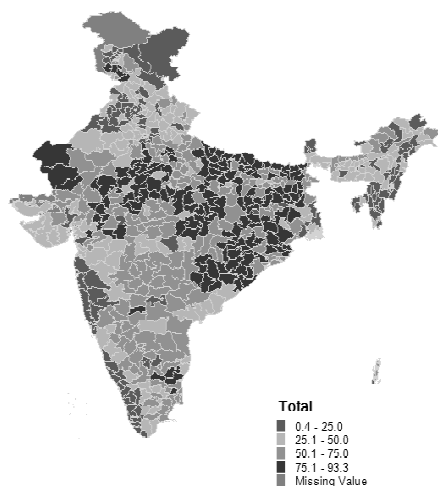 Total
0.4 - 25.0
25.1 - 50.0
50.1 - 75.0
75.1 - 93.3
Missing Value